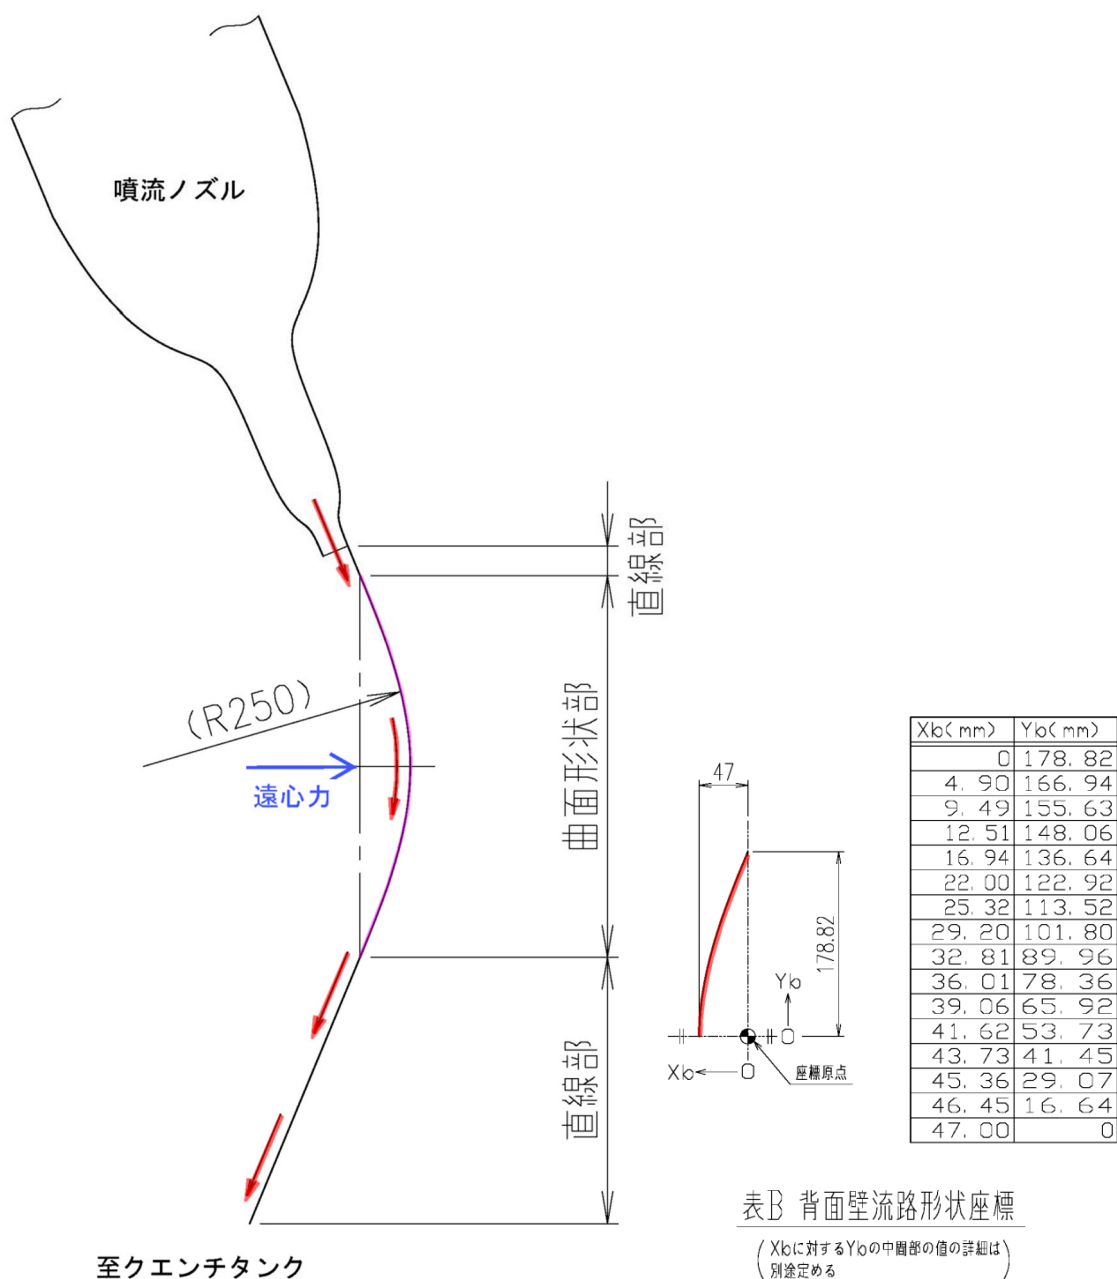 噴流ノズル
直線部
(R250)
遠心力
曲面形状部
直線部
至クエンチタンク
47
178.82
Yb
0
Xb
0
座標原点
Xb(mm) Yb(mm)
0 178.82
4.90 166.94
9.49 155.63
12.51 148.06
16.94 136.64
22.00 122.92
25.32 113.52
29.20 101.80
32.81 89.96
36.01 78.36
39.06 65.92
41.62 53.73
43.73 41.45
45.36 29.07
46.45 16.64
47.00 0
表B 背面壁流路形状座標
(Xbに対するYbの中間部の値の詳細は
別途定める)